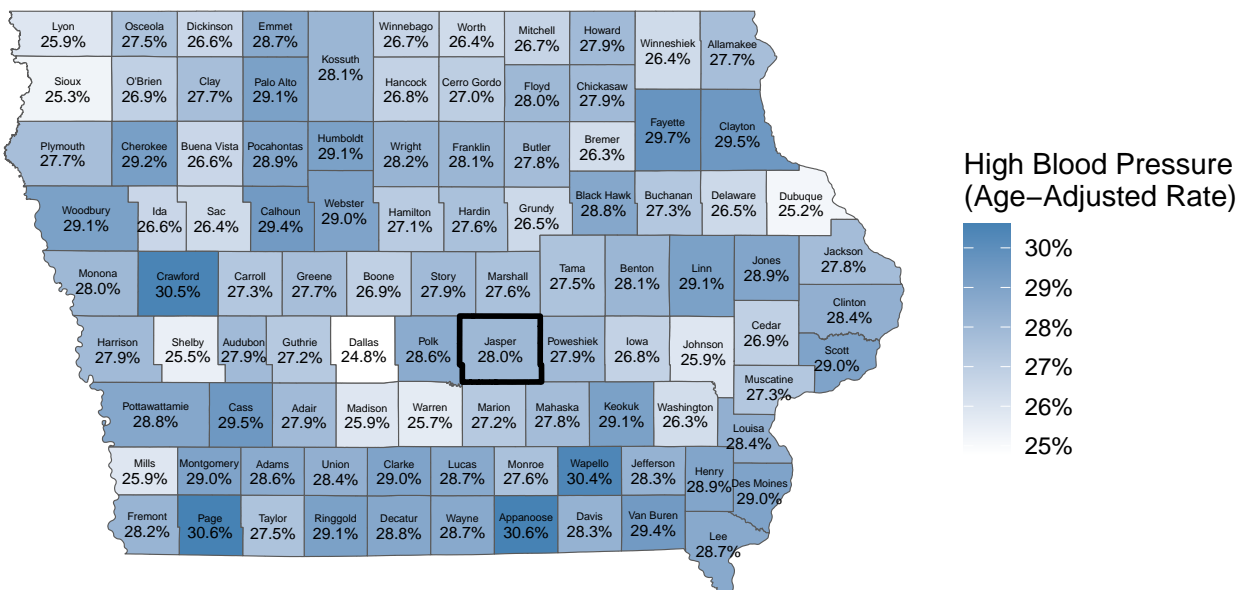 Lyon
25.9%
Osceola
27.5%
Dickinson
26.6%
Emmet
28.7%
Kossuth
28.1%
Winnebago
26.7%
Worth
26.4%
Mitchell
26.7%
Howard
27.9%
Winneshiek
26.4%
Allamakee
27.7%
Sioux
25.3%
O'Brien
26.9%
Clay
27.7%
Palo Alto
29.1%
Hancock
26.8%
Cerro Gordo
27.0%
Floyd
28.0%
Chickasaw
27.9%
Fayette
29.7%
Clayton
29.5%
Plymouth
27.7%
Cherokee
29.2%
Buena Vista
26.6%
Pocahontas
28.9%
Humboldt
29.1%
Wright
28.2%
Franklin
28.1%
Butler
27.8%
Bremer
26.3%
Woodbury
29.1%
Ida
26.6%
Sac
26.4%
Calhoun
29.4%
Webster
29.0%
Hamilton
27.1%
Hardin
27.6%
Grundy
26.5%
Black Hawk
28.8%
Buchanan
27.3%
Delaware
26.5%
Dubuque
25.2%
Monona
28.0%
Crawford
30.5%
Carroll
27.3%
Greene
27.7%
Boone
26.9%
Story
27.9%
Marshall
27.6%
Tama
27.5%
Benton
28.1%
Linn
29.1%
Jones
28.9%
Jackson
27.8%
Clinton
28.4%
Harrison
27.9%
Shelby
25.5%
Audubon
27.9%
Guthrie
27.2%
Dallas
24.8%
Polk
28.6%
Jasper
28.0%
Poweshiek
27.9%
Iowa
26.8%
Johnson
25.9%
Cedar
26.9%
Scott
29.0%
Muscatine
27.3%
Pottawattamie
28.8%
Cass
29.5%
Adair
27.9%
Madison
25.9%
Warren
25.7%
Marion
27.2%
Mahaska
27.8%
Keokuk
29.1%
Washington
26.3%
Louisa
28.4%
Mills
25.9%
Montgomery
29.0%
Adams
28.6%
Union
28.4%
Clarke
29.0%
Lucas
28.7%
Monroe
27.6%
Wapello
30.4%
Jefferson
28.3%
Henry
28.9%
Des Moines
29.0%
Fremont
28.2%
Page
30.6%
Taylor
27.5%
Ringgold
29.1%
Decatur
28.8%
Wayne
28.7%
Appanoose
30.6%
Davis
28.3%
Van Buren
29.4%
Lee
28.7%
High Blood Pressure
(Age−Adjusted Rate)
30%
29%
28%
27%
26%
25%